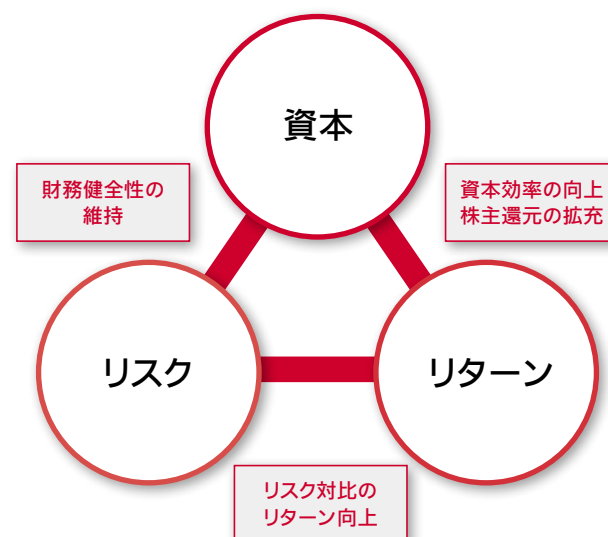 資本
財務健全性の
維持
資本効率の向上
株主還元の拡充
リスク
リターン
リスク対比の
リターン向上